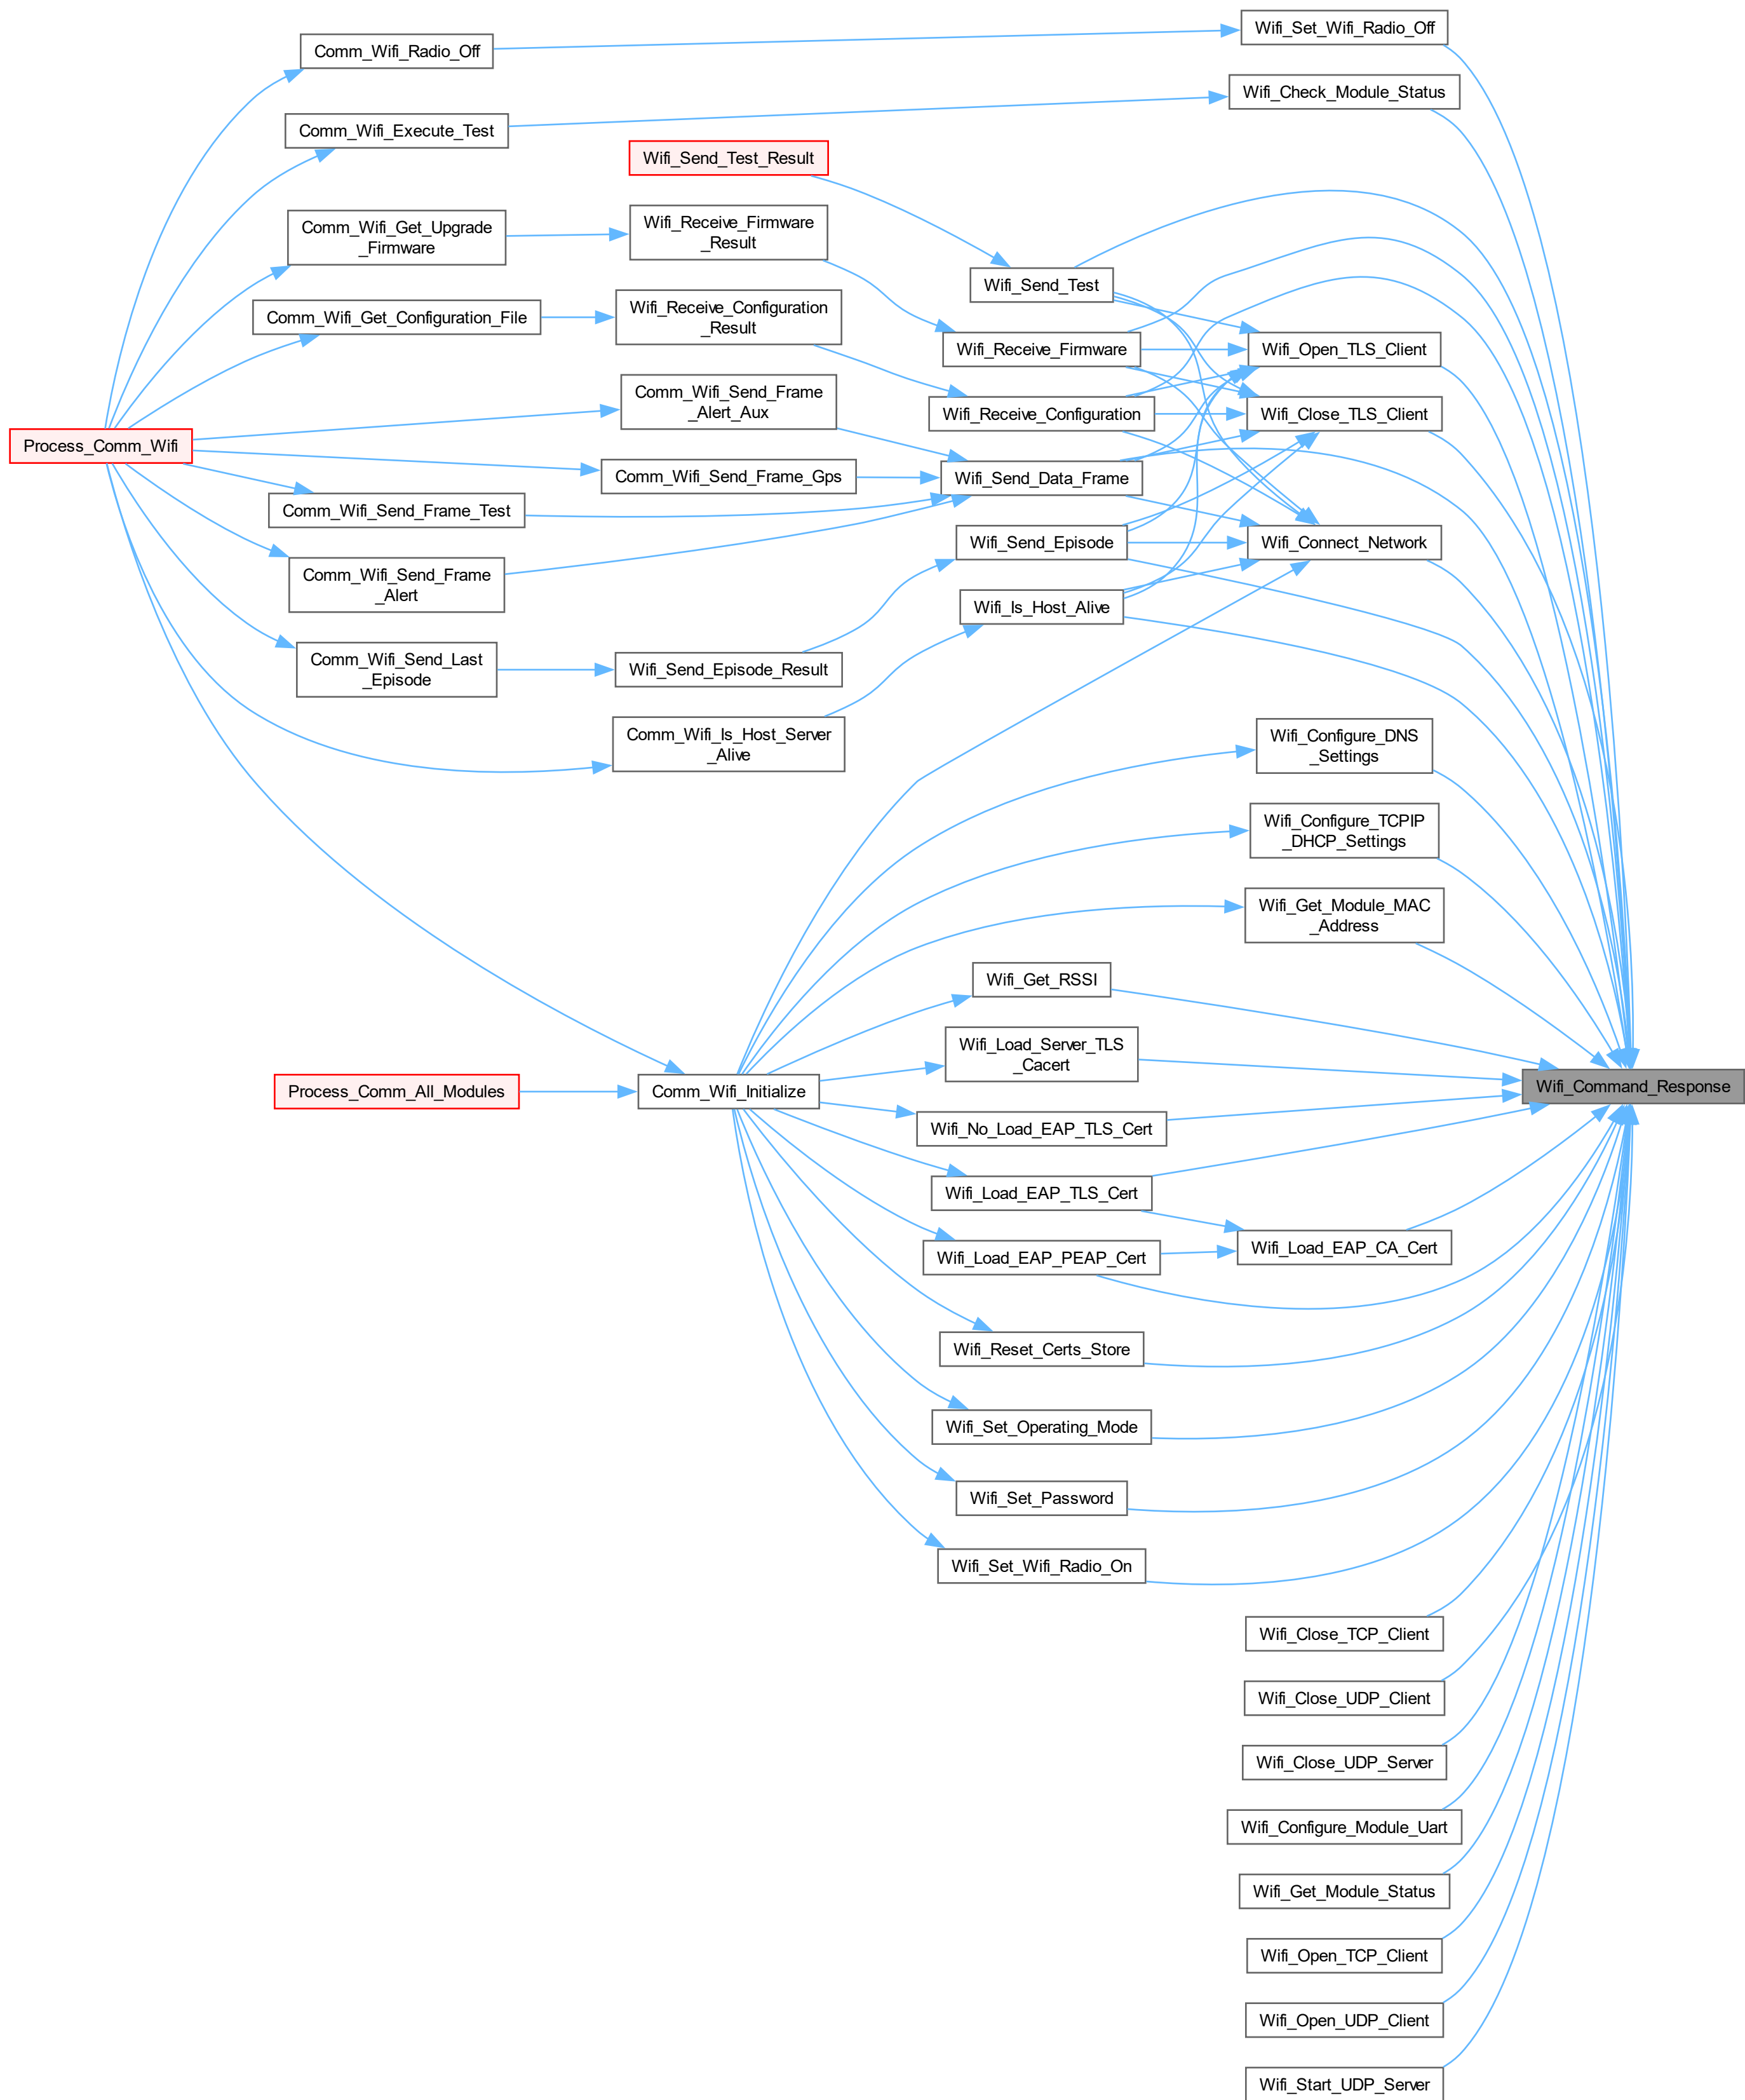 Wifi_Set_Wifi_Radio_Off
Comm_Wifi_Radio_Off
Wifi_Check_Module_Status
Comm_Wifi_Execute_Test
Wifi_Send_Test_Result
Comm_Wifi_Get_Upgrade
_Firmware
Wifi_Receive_Firmware
_Result
Wifi_Send_Test
Comm_Wifi_Get_Configuration_File
Wifi_Receive_Configuration
_Result
Wifi_Receive_Firmware
Wifi_Open_TLS_Client
Comm_Wifi_Send_Frame
_Alert_Aux
Wifi_Receive_Configuration
Wifi_Close_TLS_Client
Process_Comm_Wifi
Comm_Wifi_Send_Frame_Gps
Wifi_Send_Data_Frame
Comm_Wifi_Send_Frame_Test
Wifi_Send_Episode
Wifi_Connect_Network
Comm_Wifi_Send_Frame
_Alert
Wifi_Is_Host_Alive
Comm_Wifi_Send_Last
_Episode
Wifi_Send_Episode_Result
Comm_Wifi_Is_Host_Server
_Alive
Wifi_Configure_DNS
_Settings
Wifi_Configure_TCPIP
_DHCP_Settings
Wifi_Get_Module_MAC
_Address
Wifi_Get_RSSI
Wifi_Load_Server_TLS
_Cacert
Process_Comm_All_Modules
Comm_Wifi_Initialize
Wifi_Command_Response
Wifi_No_Load_EAP_TLS_Cert
Wifi_Load_EAP_TLS_Cert
Wifi_Load_EAP_CA_Cert
Wifi_Load_EAP_PEAP_Cert
Wifi_Reset_Certs_Store
Wifi_Set_Operating_Mode
Wifi_Set_Password
Wifi_Set_Wifi_Radio_On
Wifi_Close_TCP_Client
Wifi_Close_UDP_Client
Wifi_Close_UDP_Server
Wifi_Configure_Module_Uart
Wifi_Get_Module_Status
Wifi_Open_TCP_Client
Wifi_Open_UDP_Client
Wifi_Start_UDP_Server